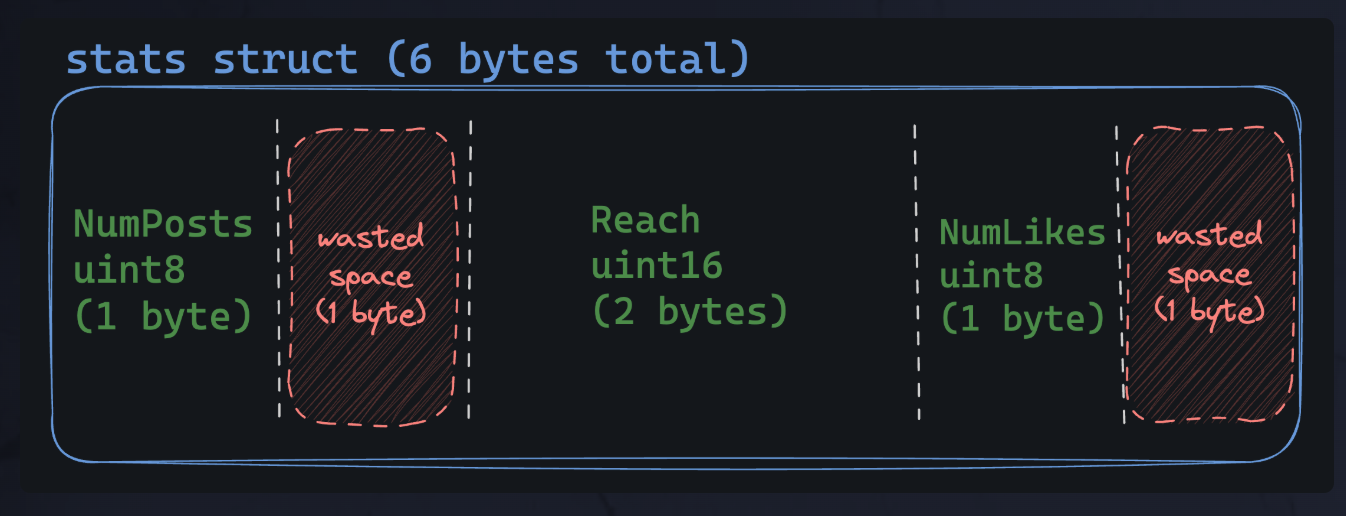 stats struct (6 bytes total)
NumPosts
uint8
(1 byte)
wasted
space
(1 byte)
Reach
uint16
(2 bytes)
NumLikes
uint8
(1 byte)
wasted
space
(1 byte)